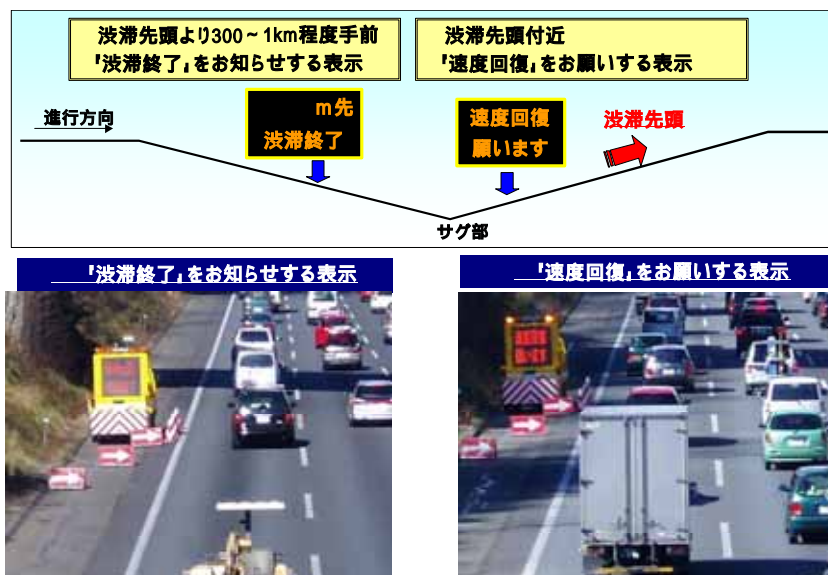 渋滞先頭より300~1km程度手前
『渋滞終了』をお知らせする表示
渋滞先頭付近
『速度回復』をお願いする表示
進行方向
m先
渋滞終了
速度回復
願います
渋滞先頭
サグ部
『渋滞終了』をお知らせする表示
『速度回復』をお願いする表示